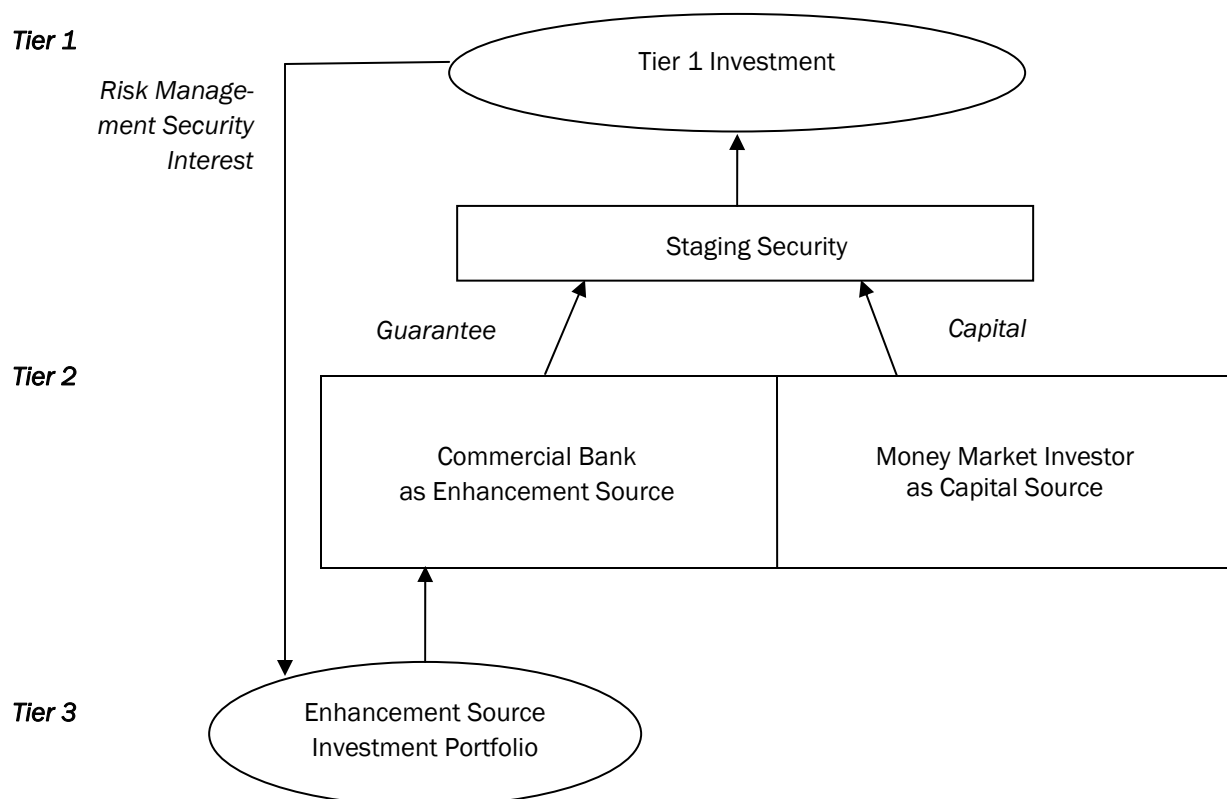 Tier 1
Tier 1 Investment
Risk Manage-
ment Security
Interest
Staging Security
Guarantee
Capital
Tier 2
Commercial Bank
as Enhancement Source
Money Market Investor
as Capital Source
Tier 3
Enhancement Source
Investment Portfolio